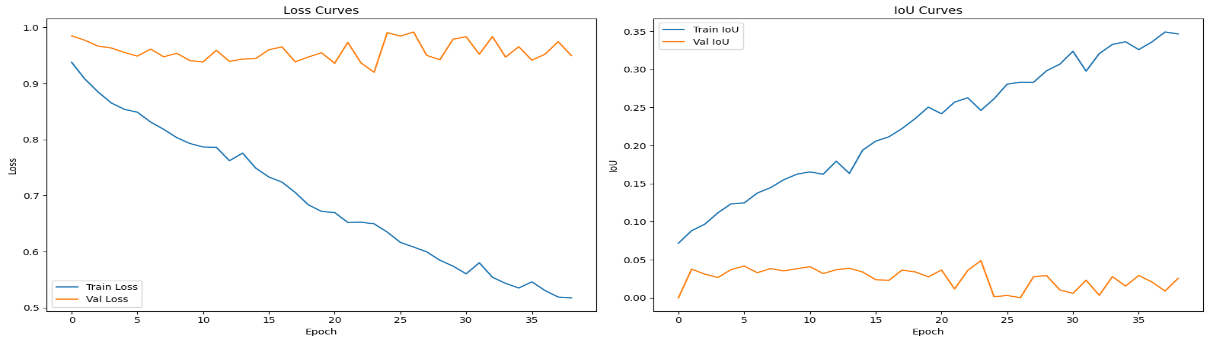 Loss Curves
1.0
0.9
0.8
0.7
0.6
0.5
Loss
Train Loss
Val Loss
0 5 10 15 20 25 30 35
Epoch
IoU Curves
Train IoU
Val IoU
0.35
0.30
0.25
0.20
0.15
0.10
0.05
0.00
IoU
0 5 10 15 20 25 30 35
Epoch